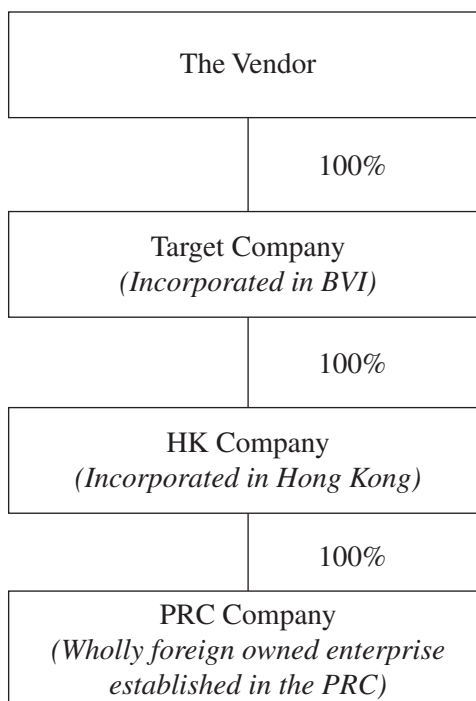 The Vendor
100%
Target Company
(Incorporated in BVI)
100%
HK Company
(Incorporated in Hong Kong)
100%
PRC Company
(Wholly foreign owned enterprise
established in the PRC)